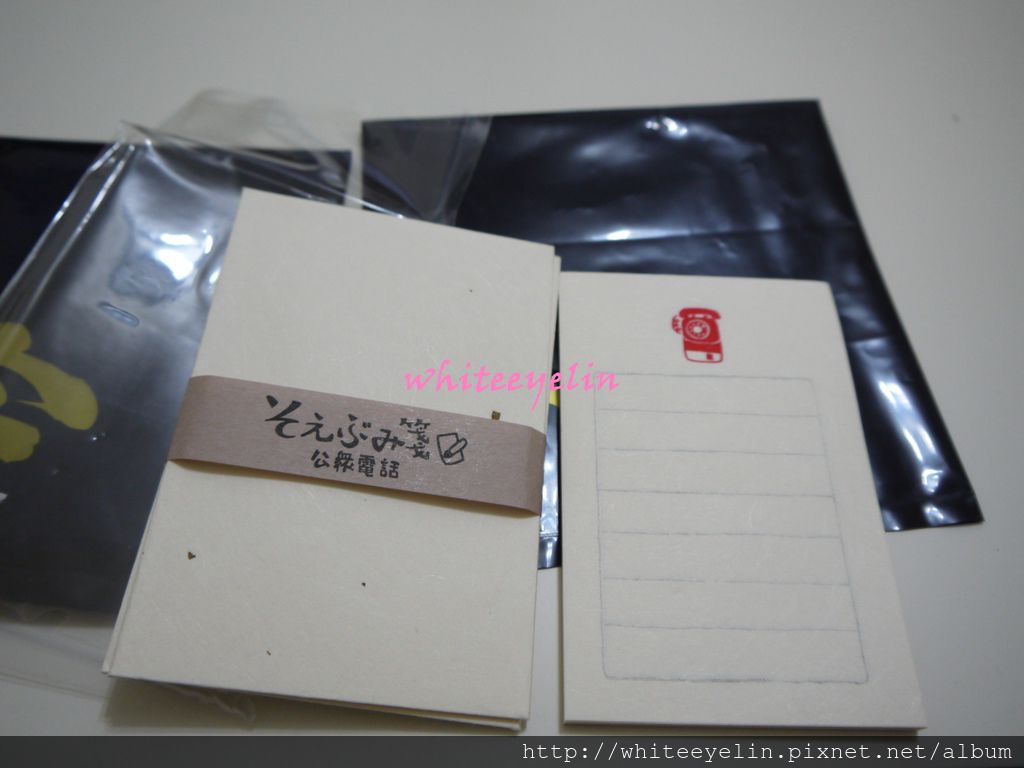 whiteeyelin
そえぶみ箋
公衆電話
http://whiteeyelin.pixnet.net/album